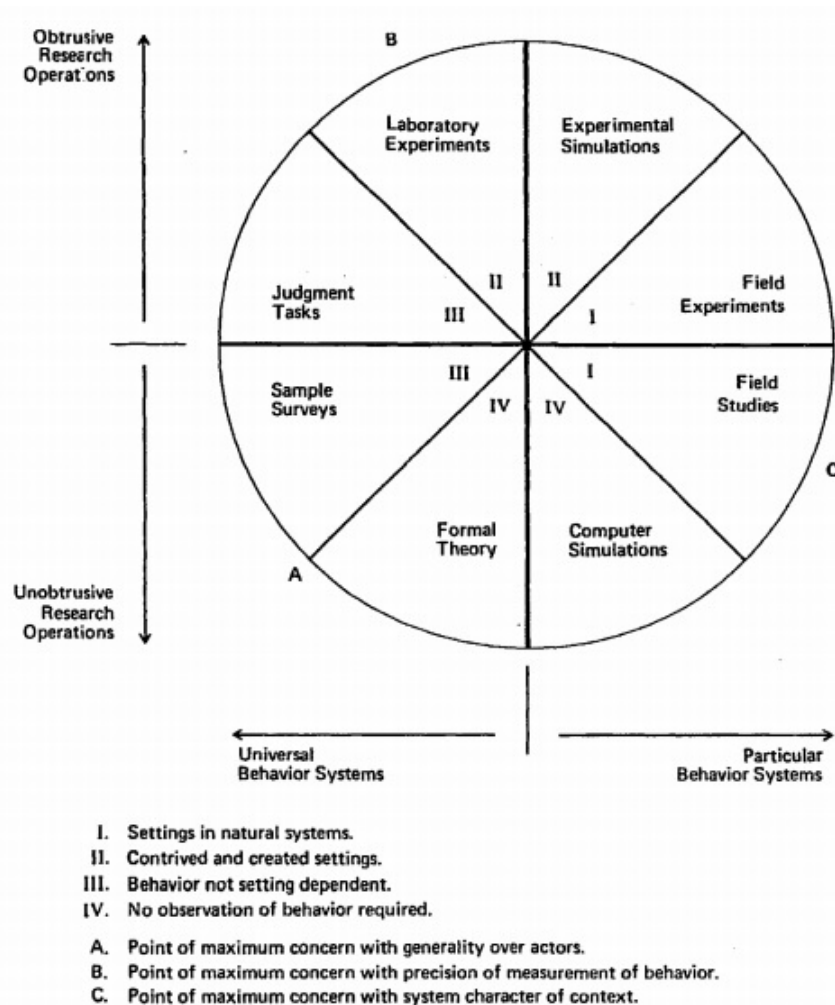 Obtrusive
Research
Operations
B
Laboratory
Experiments
Experimental
Simulations
II
II
Judgment
Tasks
III
I
Field
Experiments
Sample
Surveys
III
IV
IV
I
Field
Studies
C
Formal
Theory
Computer
Simulations
A
Unobtrusive
Research
Operations
Universal
Behavior Systems
Particular
Behavior Systems
I. Settings in natural systems.
II. Contrived and created settings.
III. Behavior not setting dependent.
IV. No observation of behavior required.
A. Point of maximum concern with generality over actors.
B. Point of maximum concern with precision of measurement of behavior.
C. Point of maximum concern with system character of context.